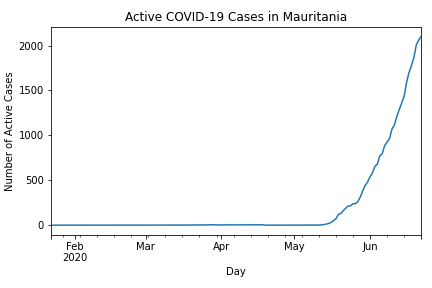 Active COVID-19 Cases in Mauritania
Number of Active Cases
2000
1500
1000
500
0
Feb
2020
Mar
Apr
May
Jun
Day